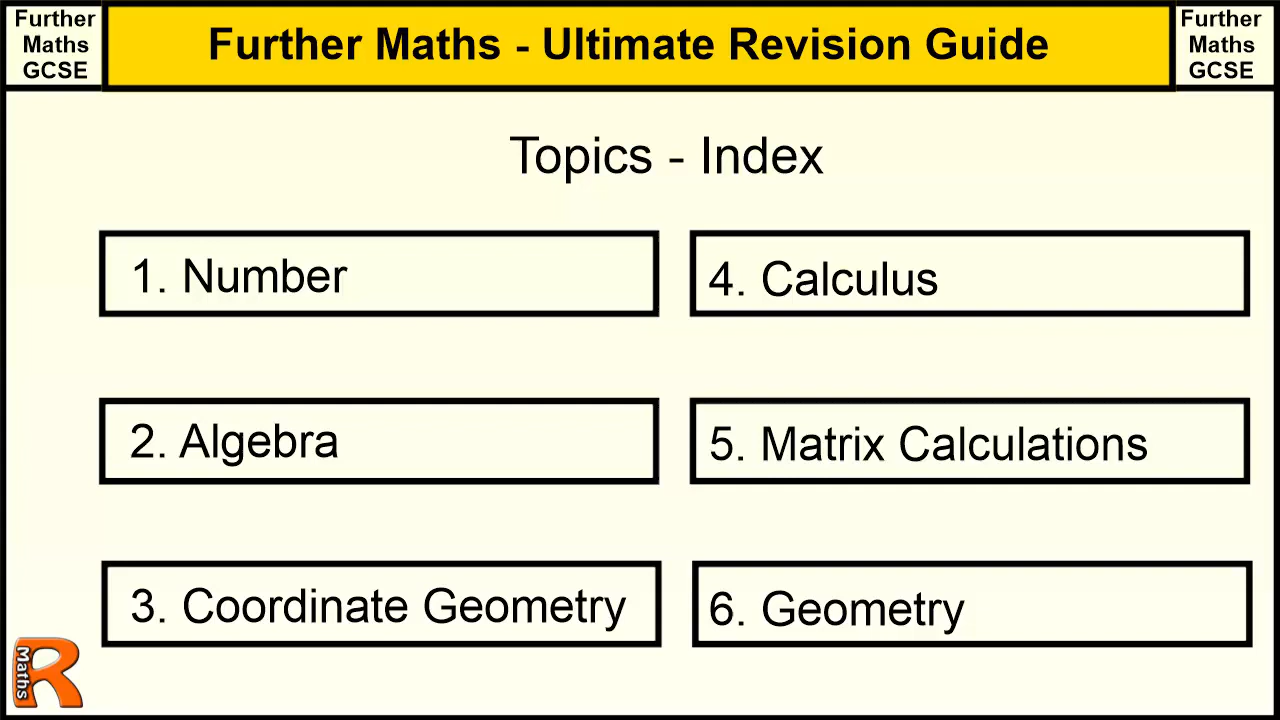 Further
Maths
GCSE
Further Maths - Ultimate Revision Guide
Further
Maths
GCSE
Topics - Index
1. Number
4. Calculus
2. Algebra
5. Matrix Calculations
3. Coordinate Geometry
6. Geometry
R
Maths